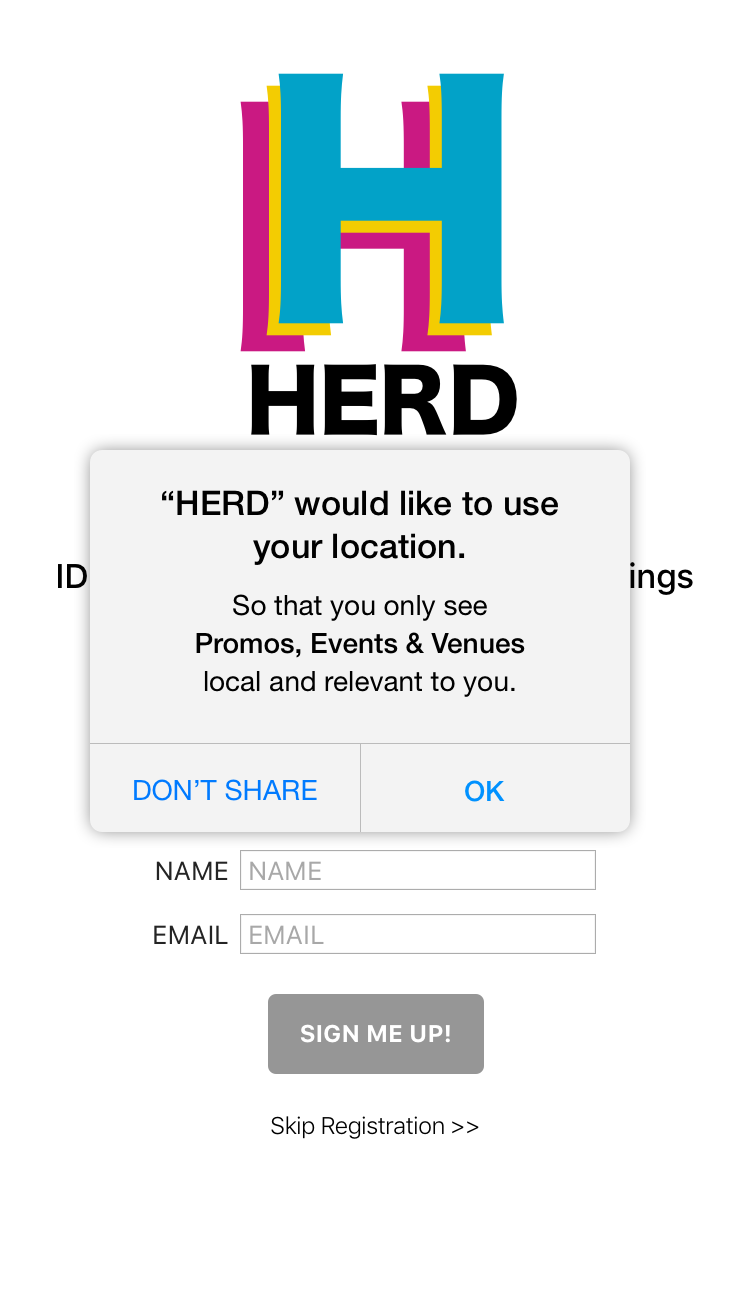 H
HERD
“HERD” would like to use
your location.
ID
ings
So that you only see
Promos, Events & Venues
local and relevant to you.
DON’T SHARE
OK
NAME NAME
EMAIL EMAIL
SIGN ME UP!
Skip Registration >>